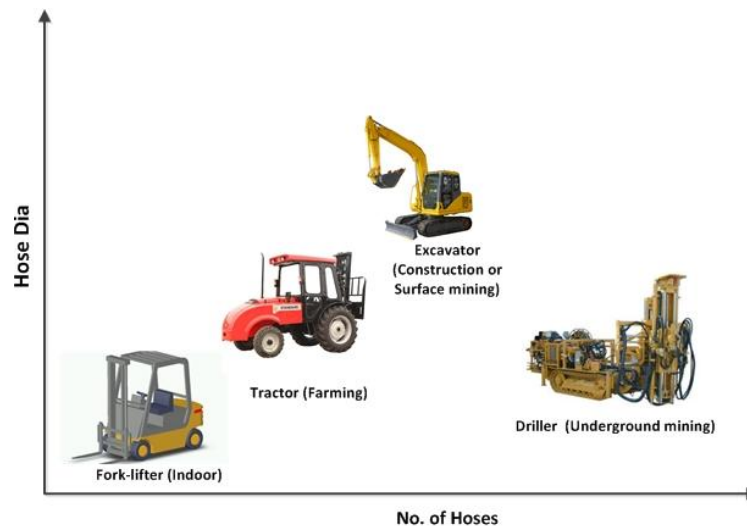 Hose Dia
Excavator
(Construction or
Surface mining)
Tractor (Farming)
Driller (Underground mining)
Fork-lifter (Indoor)
No. of Hoses